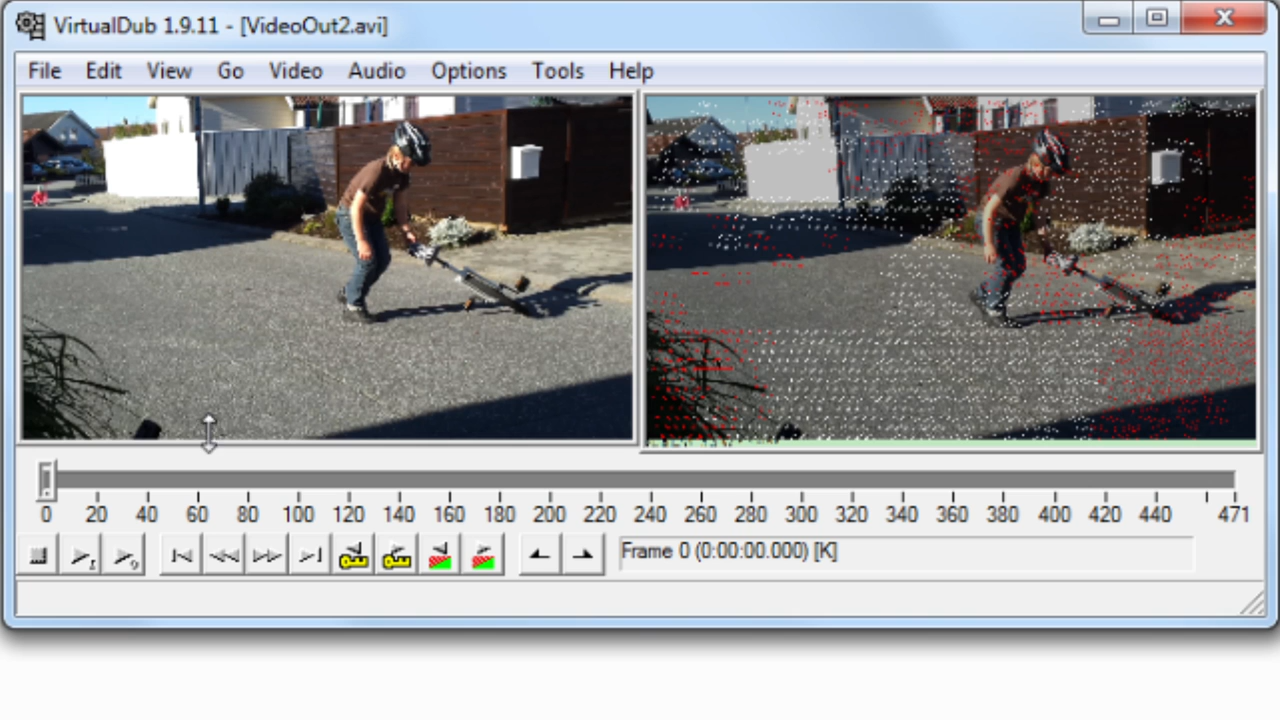 VirtualDub 1.9.11 - [VideoOut2.avi]
File Edit View Go Video Audio Options Tools Help
0 20 40 60 80 100 120 140 160 180 200 220 240 260 280 300 320 340 360 380 400 420 440 471
Frame 0 (0:00:00.000) [K]